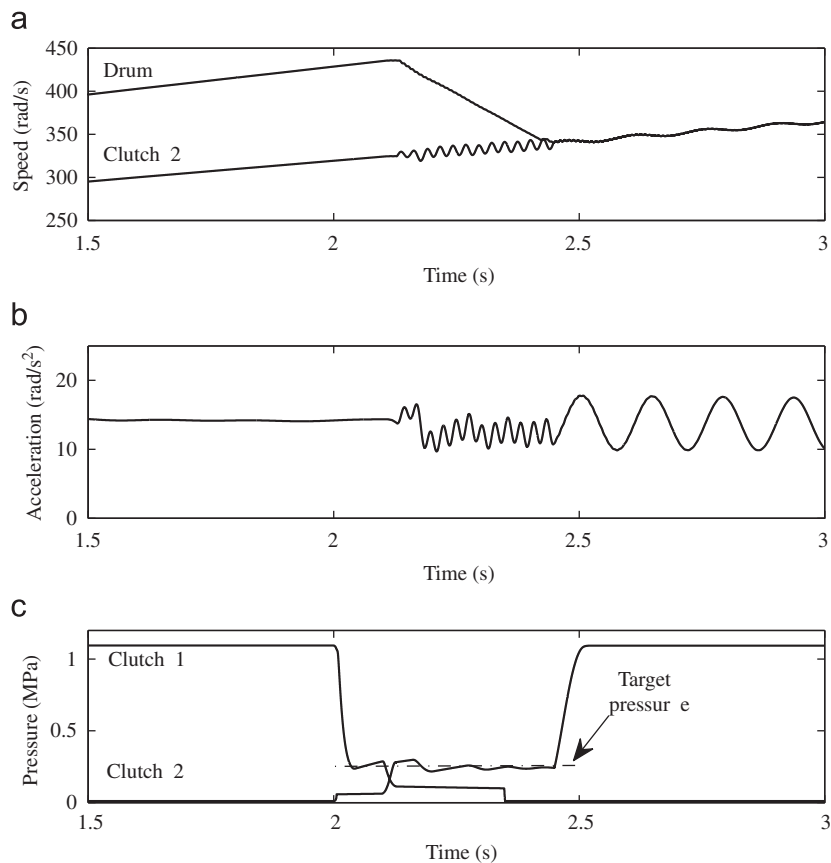 a
450
Drum
400
350
Clutch 2
300
250
Speed (rad/s)
1.5
2
2.5
3
Time (s)
b
20
10
0
Acceleration (rad/s²)
1.5
2
2.5
3
Time (s)
c
1
Clutch 1
Target
pressur e
0.5
Clutch 2
0
Pressure (MPa)
1.5
2
2.5
3
Time (s)